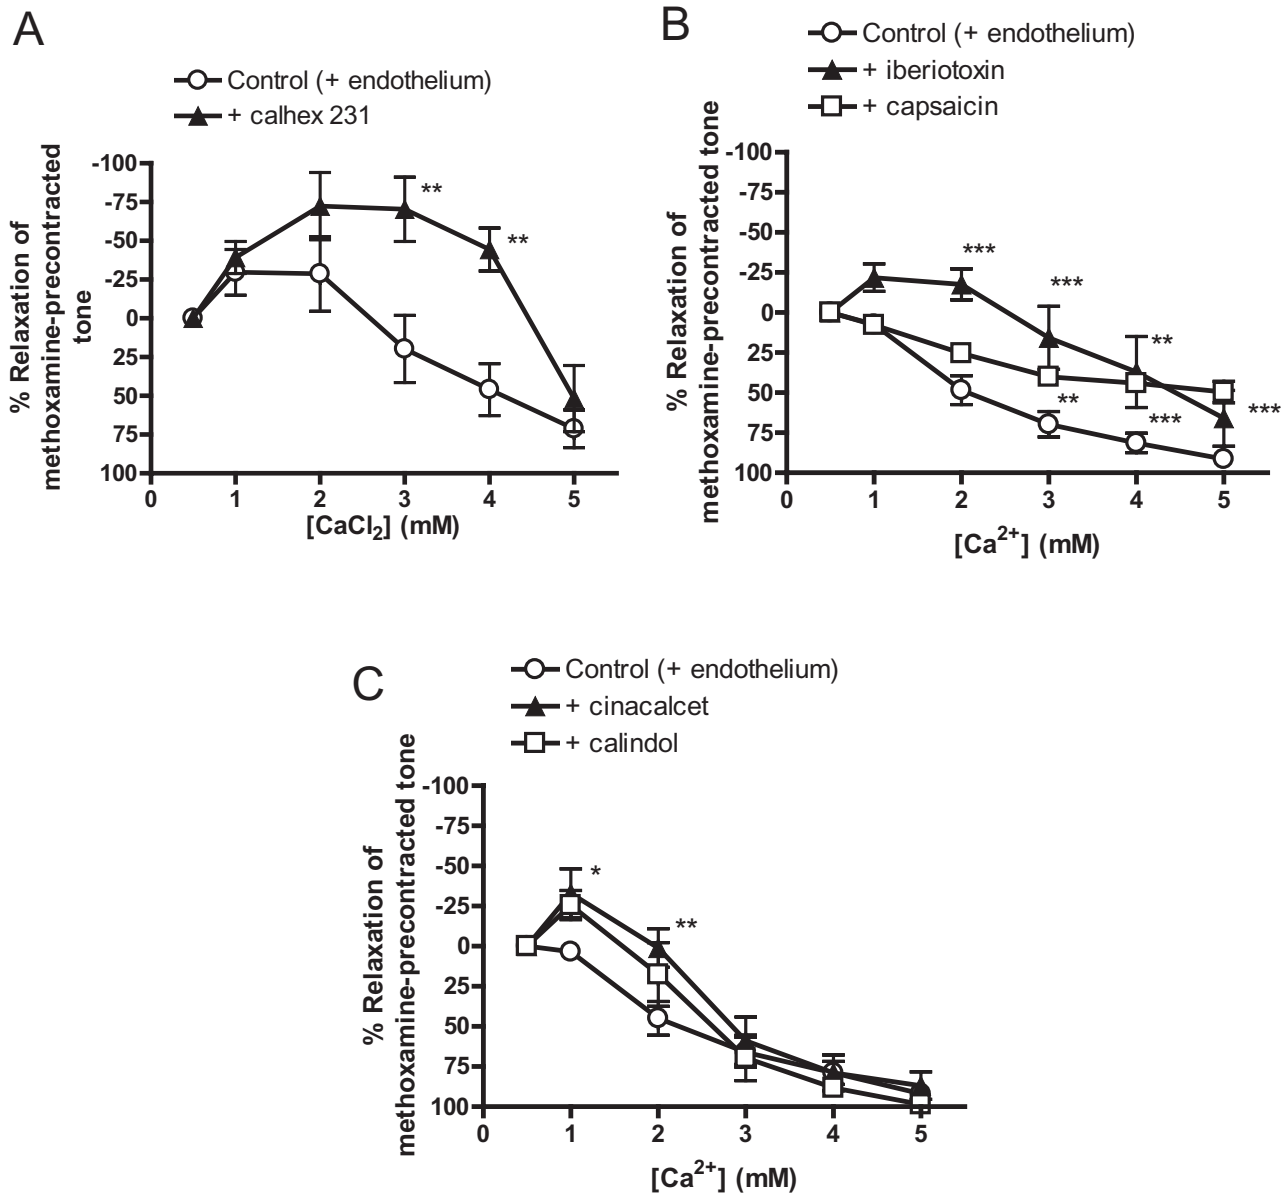 A
Control (+ endothelium)
+ calhex 231
% Relaxation of
methoxamine-precontracted
tone
-100
-75
-50
-25
0
25
50
75
100
**
**
0 1 2 3 4 5
[CaCl2] (mM)
B
Control (+ endothelium)
+ iberiotoxin
+ capsaicin
% Relaxation of
methoxamine-precontracted tone
-100
-75
-50
-25
0
25
50
75
100
***
***
**
**
***
***
0 1 2 3 4 5
[Ca2+] (mM)
C
Control (+ endothelium)
+ cinacalcet
+ calindol
% Relaxation of
methoxamine-precontracted tone
-100
-75
-50
-25
0
25
50
75
100
*
**
0 1 2 3 4 5
[Ca2+] (mM)